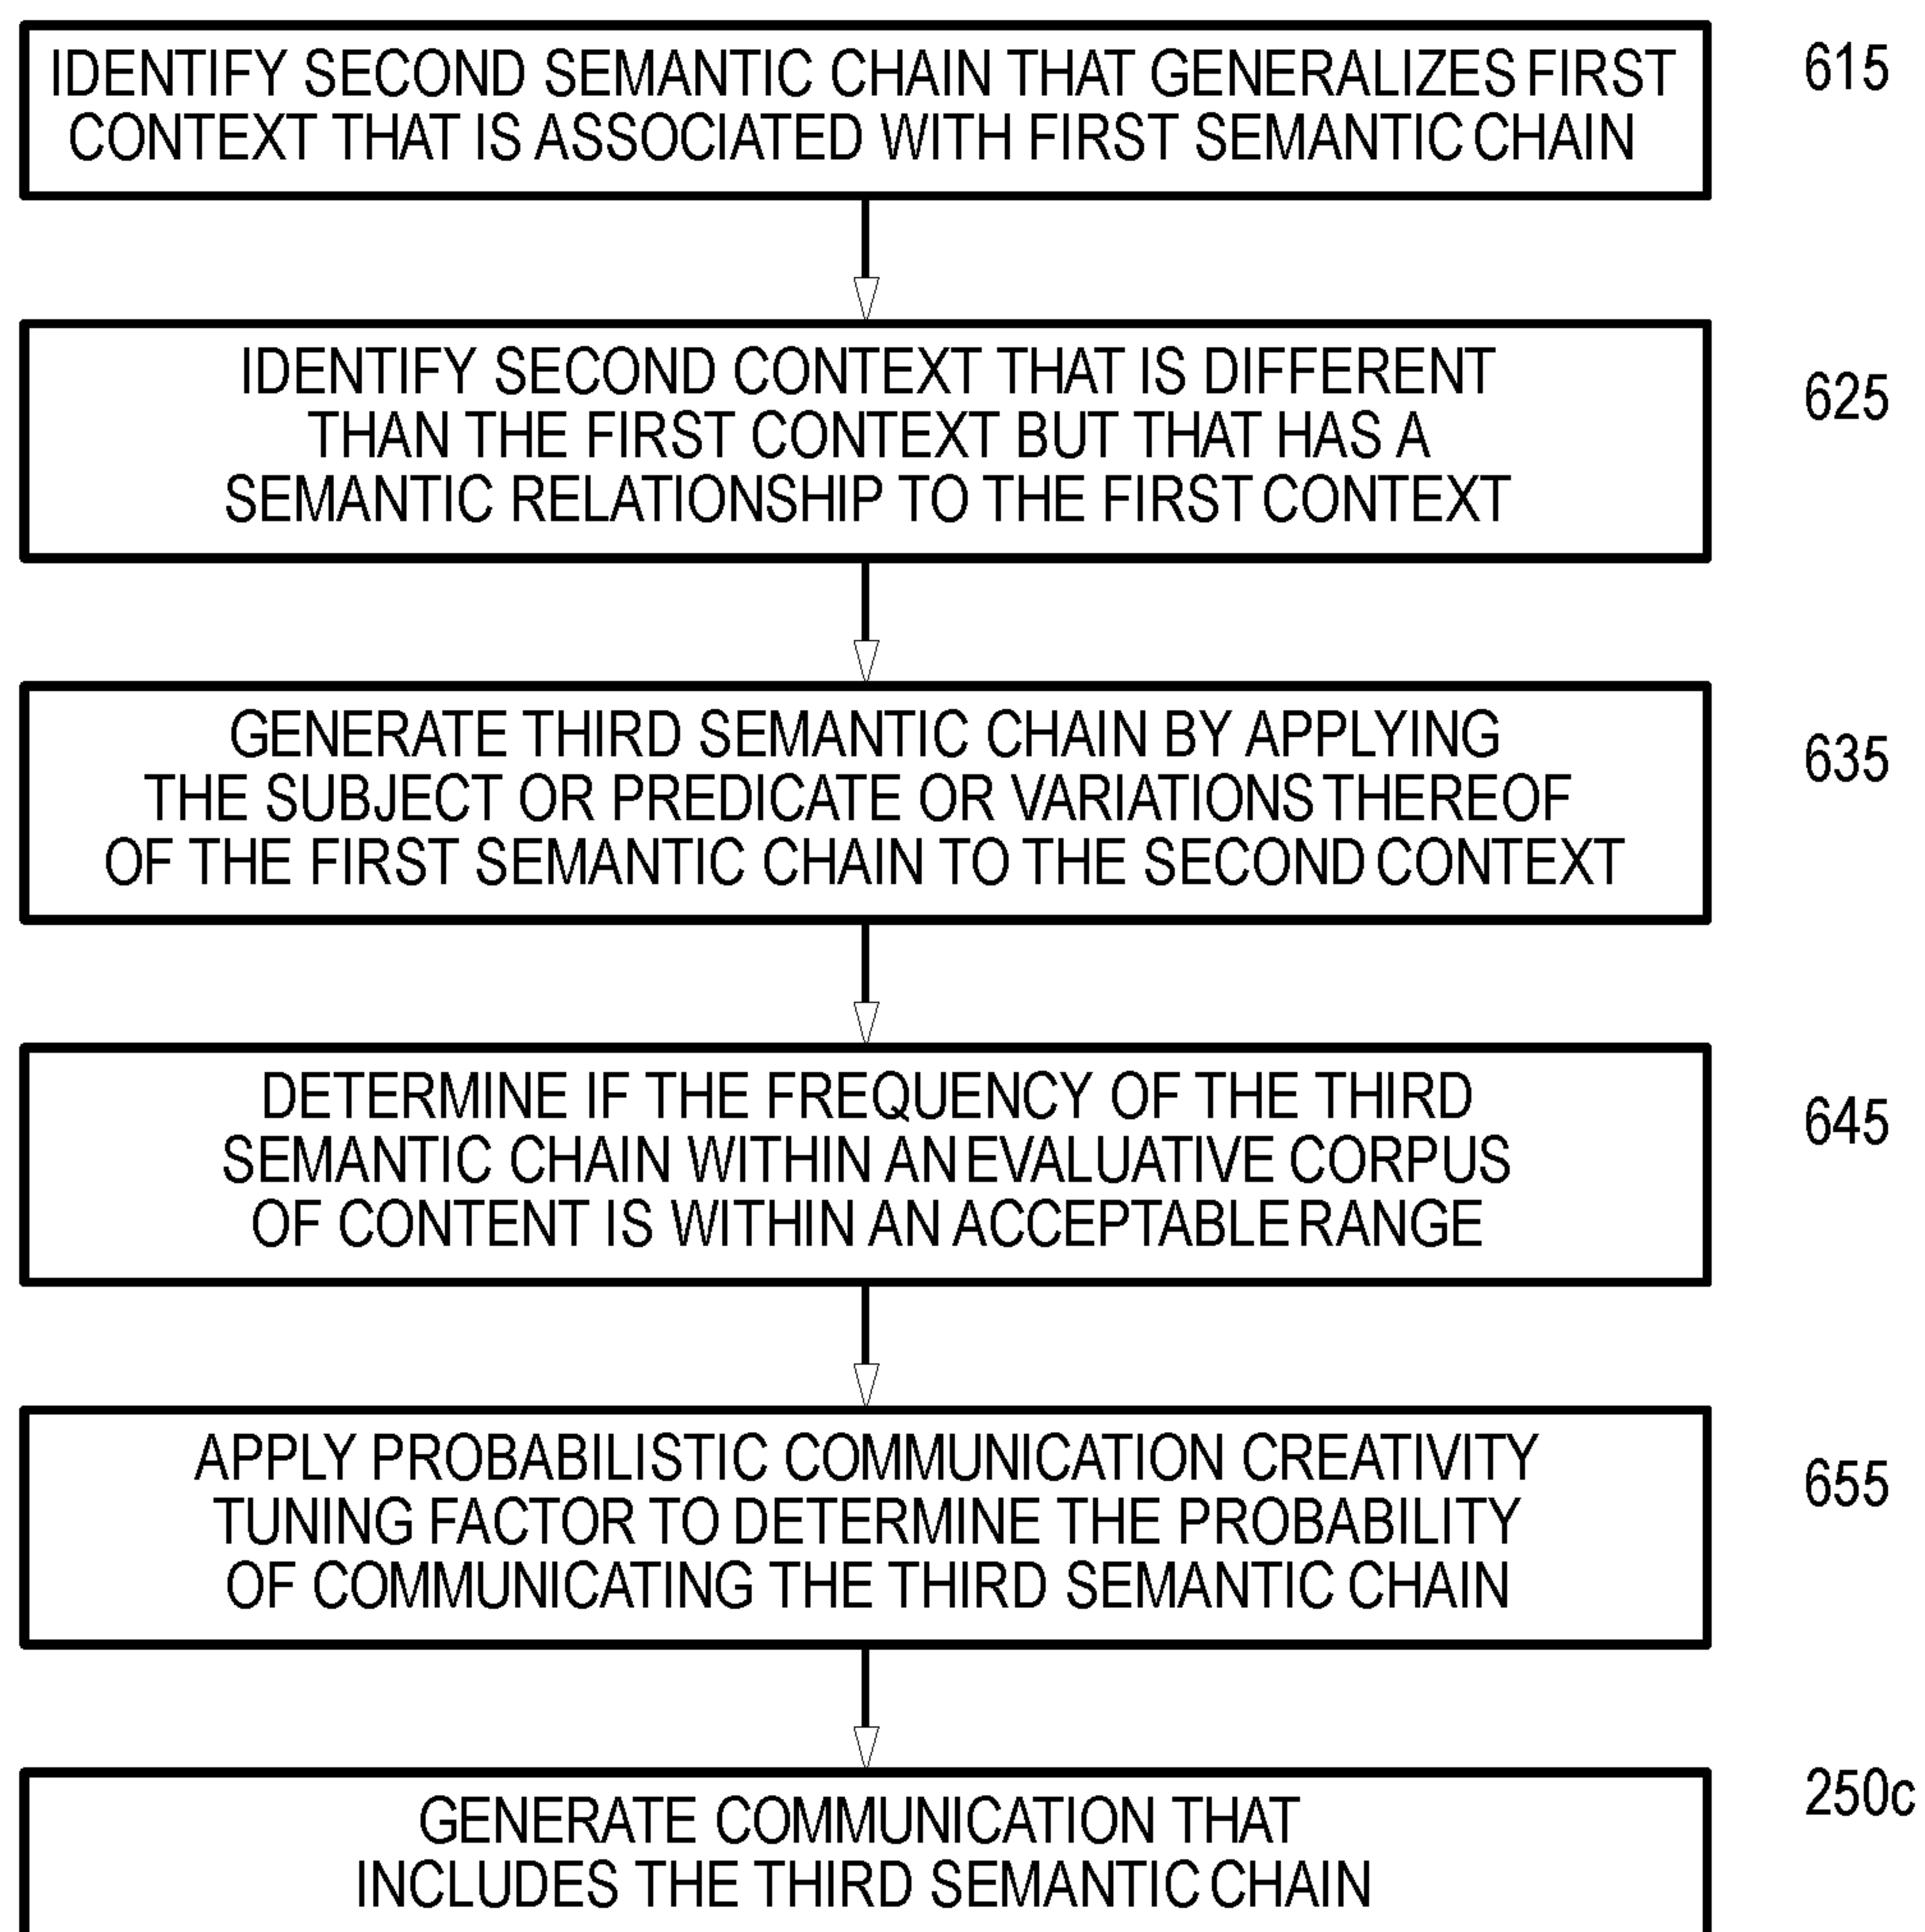 IDENTIFY SECOND SEMANTIC CHAIN THAT GENERALIZES FIRST
CONTEXT THAT IS ASSOCIATED WITH FIRST SEMANTIC CHAIN
615
IDENTIFY SECOND CONTEXT THAT IS DIFFERENT
THAN THE FIRST CONTEXT BUT THAT HAS A
SEMANTIC RELATIONSHIP TO THE FIRST CONTEXT
625
GENERATE THIRD SEMANTIC CHAIN BY APPLYING
THE SUBJECT OR PREDICATE OR VARIATIONS THEREOF
OF THE FIRST SEMANTIC CHAIN TO THE SECOND CONTEXT
635
DETERMINE IF THE FREQUENCY OF THE THIRD
SEMANTIC CHAIN WITHIN AN EVALUATIVE CORPUS
OF CONTENT IS WITHIN AN ACCEPTABLE RANGE
645
APPLY PROBABILISTIC COMMUNICATION CREATIVITY
TUNING FACTOR TO DETERMINE THE PROBABILITY
OF COMMUNICATING THE THIRD SEMANTIC CHAIN
655
GENERATE COMMUNICATION THAT
INCLUDES THE THIRD SEMANTIC CHAIN
250c